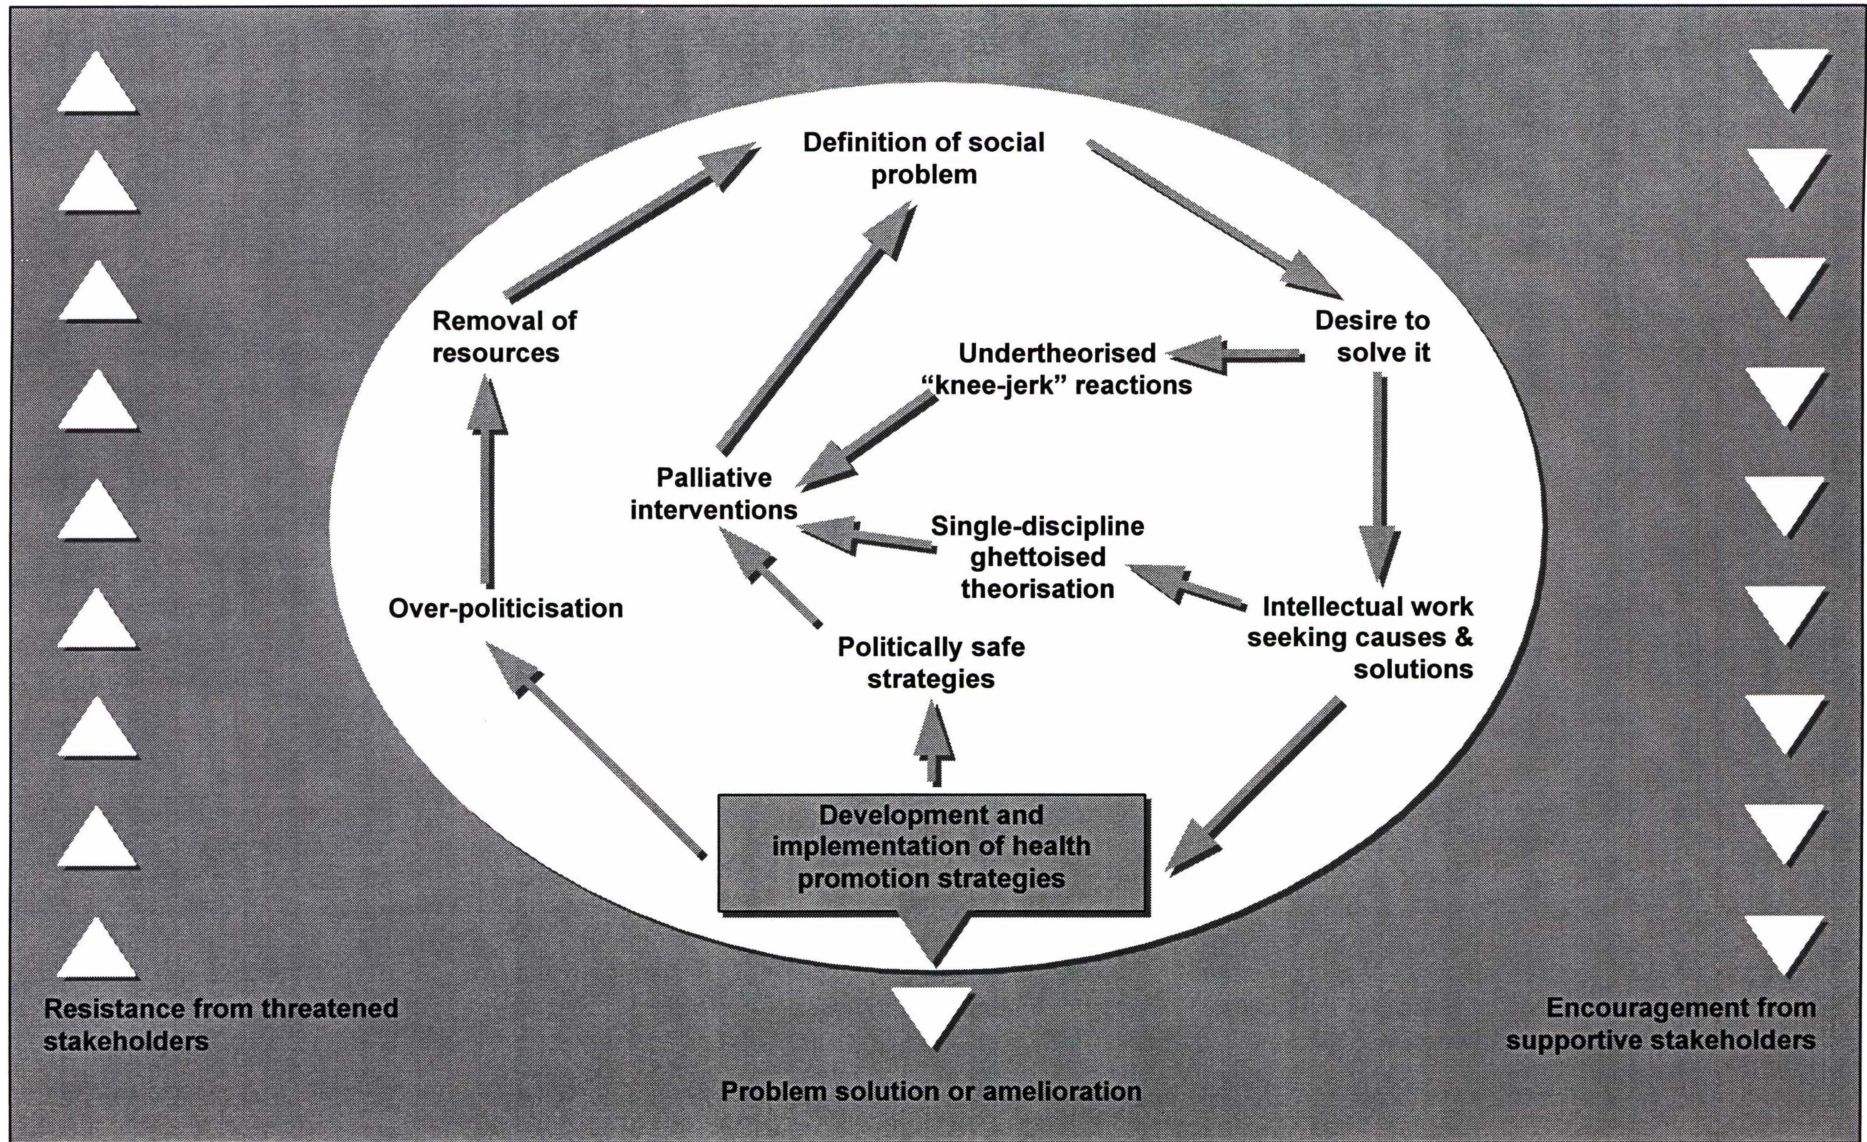 Definition of social
problem
Removal of
resources
Desire to
solve it
Undertheorised
“knee-jerk” reactions
Palliative
interventions
Single-discipline
ghettoised
theorisation
Over-politicisation
Intellectual work
seeking causes &
solutions
Politically safe
strategies
Development and
implementation of health
promotion strategies
Resistance from threatened
stakeholders
Encouragement from
supportive stakeholders
Problem solution or amelioration